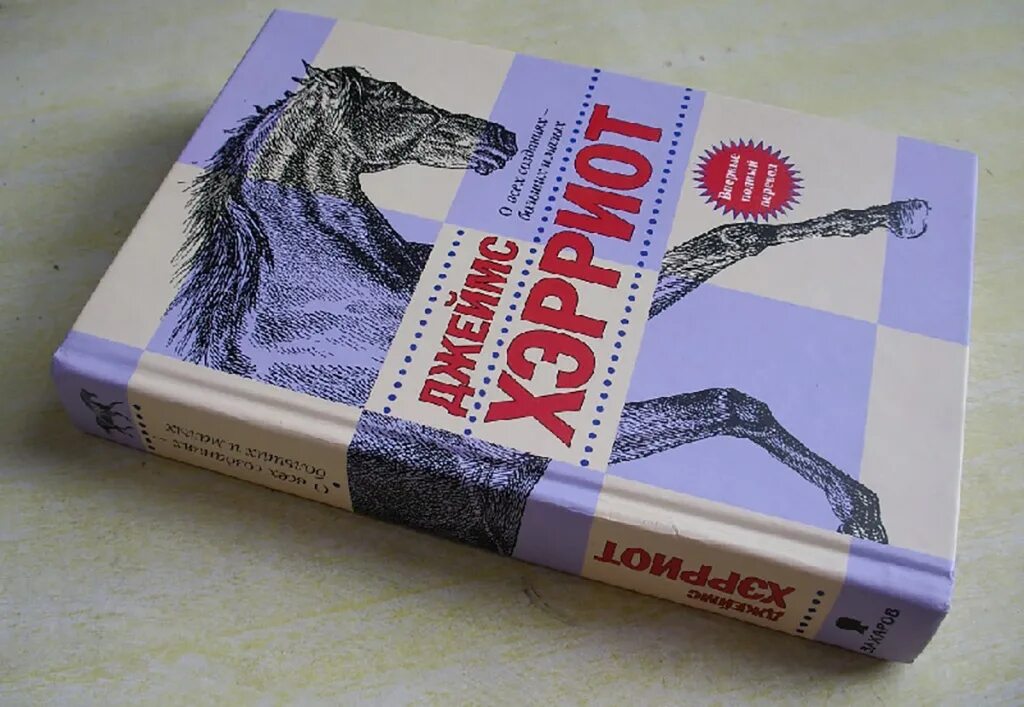 О всех созданиях –
больших и малых
ДЖЕЙМС
ХЭРРИОТ
Впервые
полный
перевод
О всех созданиях –
больших и малых
ДЖЕЙМС
ХЭРРИОТ
ЗАХАРОВ